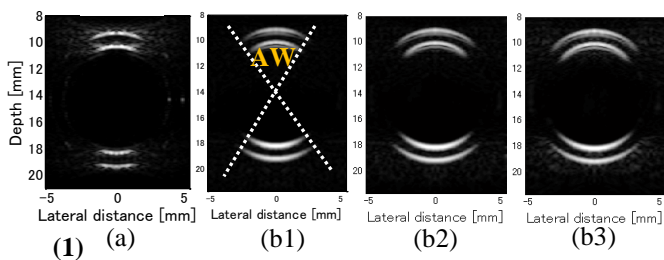 8 8 8 8
10 10 10 10
12 12 12 12
14 14 14 14
16 16 16 16
18 18 18 18
20 20 20 20
Depth [mm]
AW
-5 0 5 -5 0 5 -5 0 5 -5 0 5
Lateral distance [mm] Lateral distance [mm] Lateral distance [mm] Lateral distance [mm]
(1) (a) (b1) (b2) (b3)